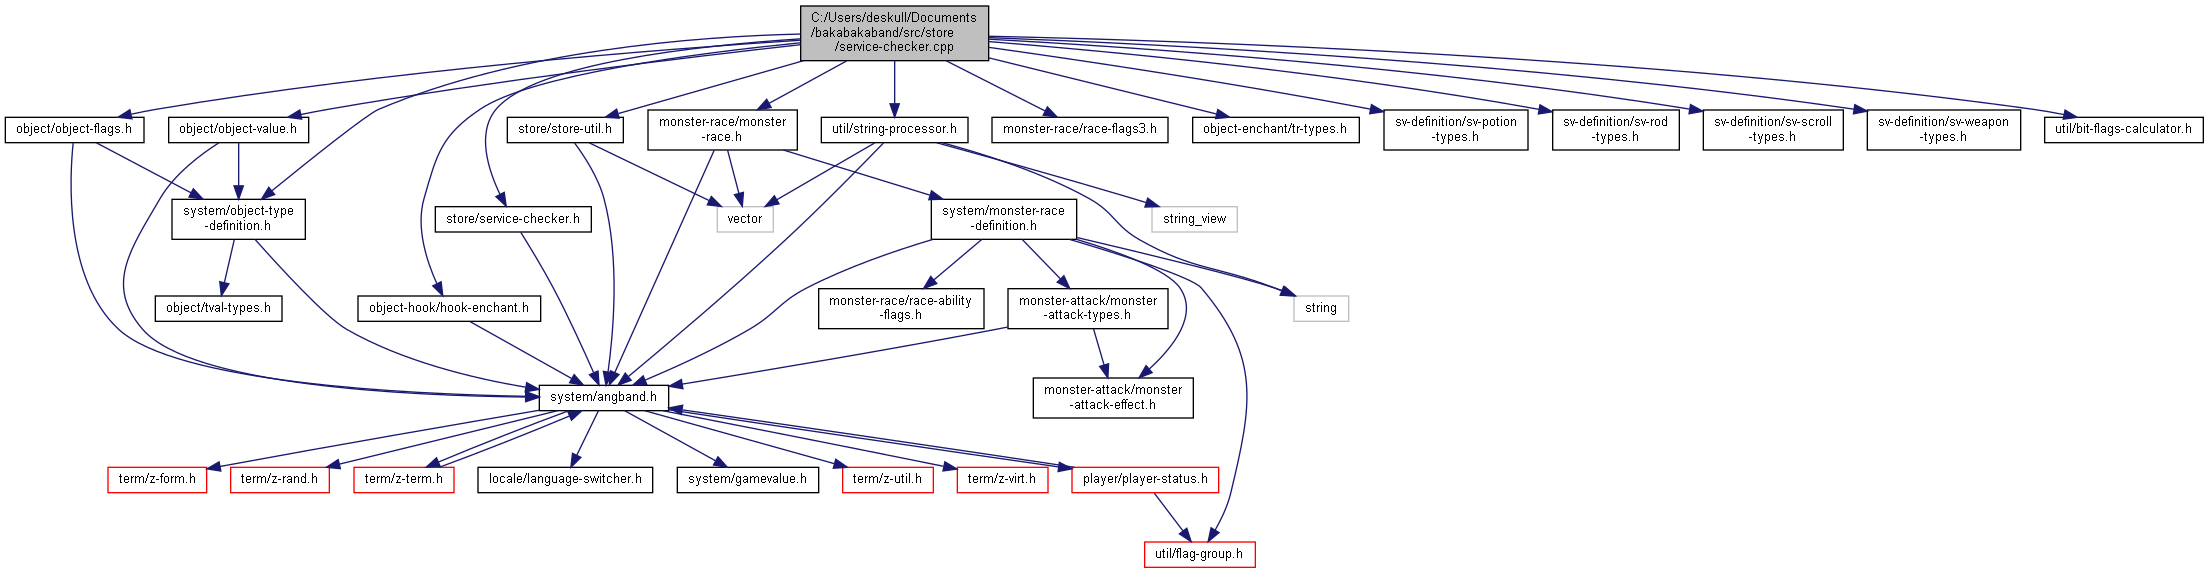 C:/Users/deskull/Documents
/bakabakaband/src/store
/service-checker.cpp
object/object-flags.h
object/object-value.h
store/store-util.h
monster-race/monster
-race.h
util/string-processor.h
monster-race/race-flags3.h
object-enchant/tr-types.h
sv-definition/sv-potion
-types.h
sv-definition/sv-rod
-types.h
sv-definition/sv-scroll
-types.h
sv-definition/sv-weapon
-types.h
util/bit-flags-calculator.h
system/object-type
-definition.h
store/service-checker.h
vector
system/monster-race
-definition.h
string_view
object/tval-types.h
object-hook/hook-enchant.h
monster-race/race-ability
-flags.h
monster-attack/monster
-attack-types.h
string
system/angband.h
monster-attack/monster
-attack-effect.h
term/z-form.h
term/z-rand.h
term/z-term.h
locale/language-switcher.h
system/gamevalue.h
term/z-util.h
term/z-virt.h
player/player-status.h
util/flag-group.h